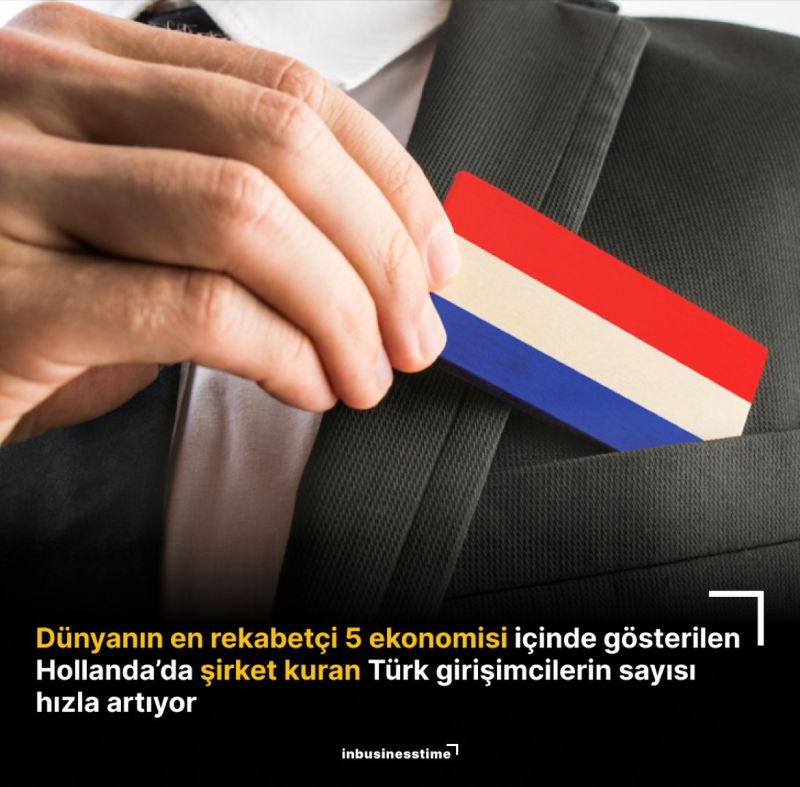 Dünyanın en rekabetçi 5 ekonomisi içinde gösterilen
Hollanda’da şirket kuran Türk girişimcilerin sayısı
hızla artıyor
inbusinesstime